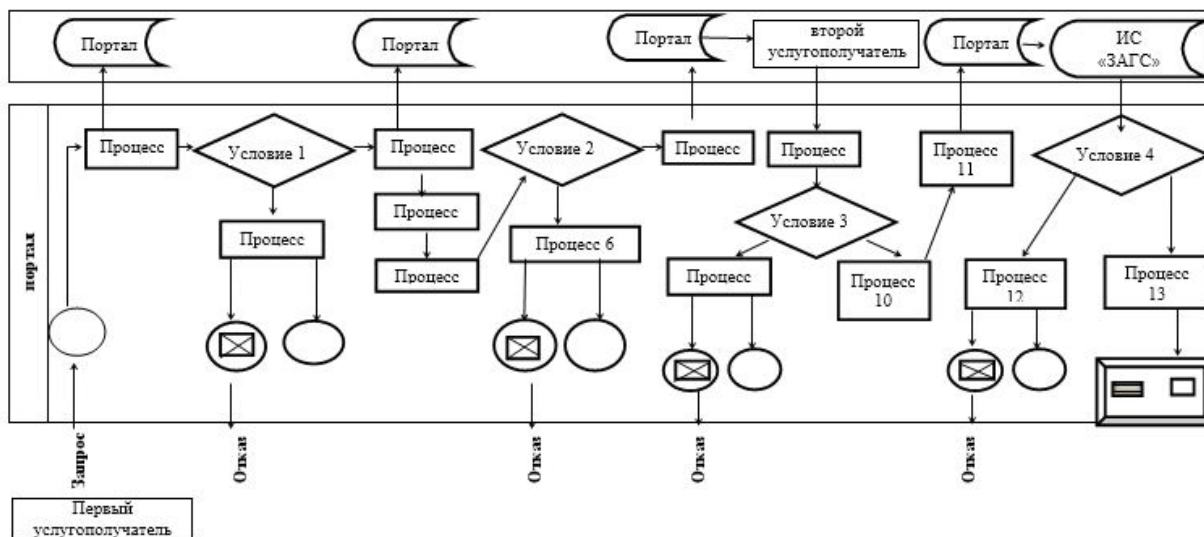 Портал
Портал
Портал
второй
услугополучатель
Портал
ИС
«ЗАГС»
портал
Процесс
Условие 1
Процесс
Условие 2
Процесс
Процесс
Процесс
11
Условие 4
Процесс
Процесс
Процесс
Процесс 6
Условие 3
Процесс
Процесс
10
Процесс
12
Процесс
13
Запрос
Отказ
Отказ
Отказ
Отказ
Первый
услугополучатель